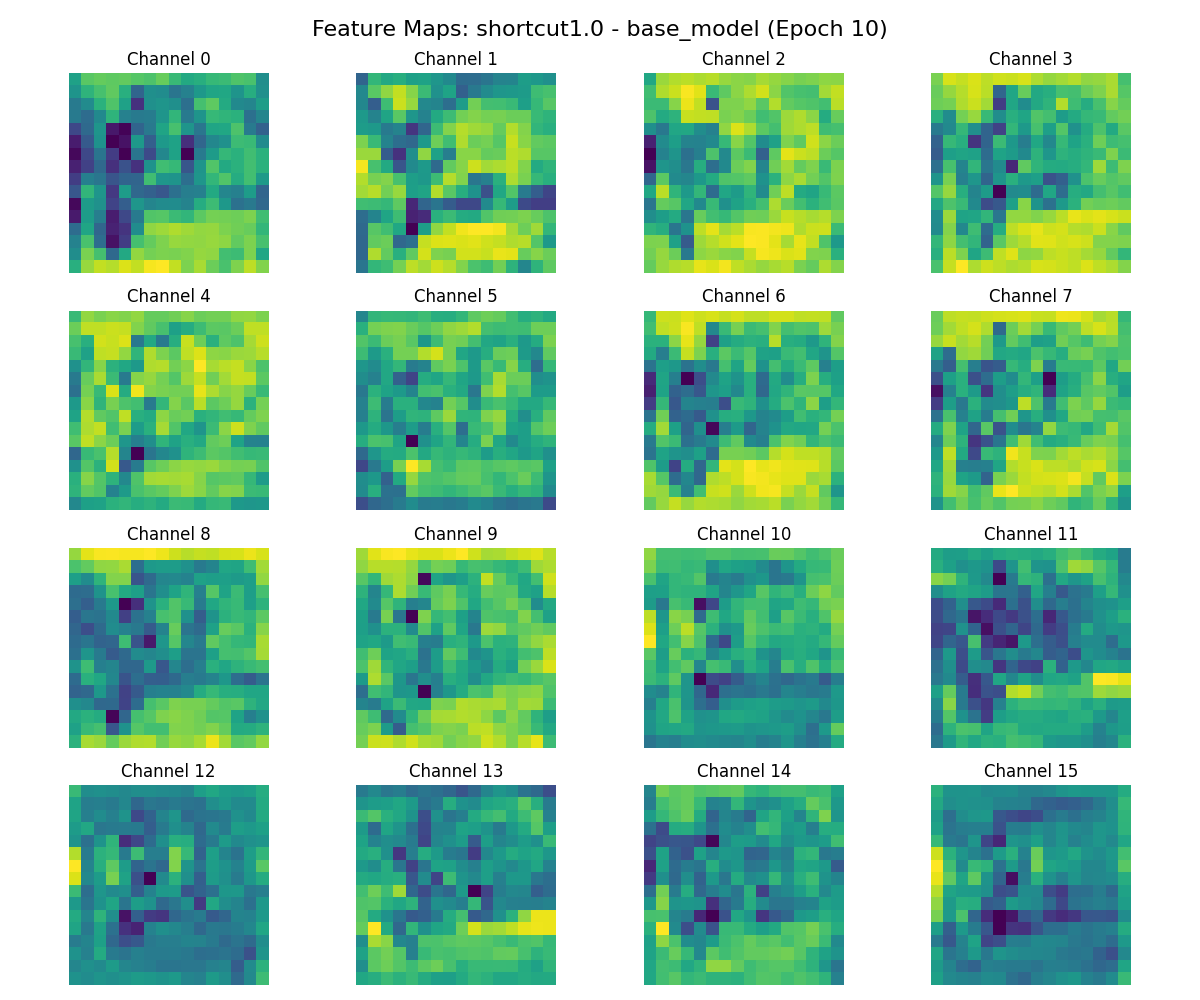 Feature Maps: shortcut1.0 - base_model (Epoch 10)
Channel 0
Channel 1
Channel 2
Channel 3
Channel 4
Channel 5
Channel 6
Channel 7
Channel 8
Channel 9
Channel 10
Channel 11
Channel 12
Channel 13
Channel 14
Channel 15